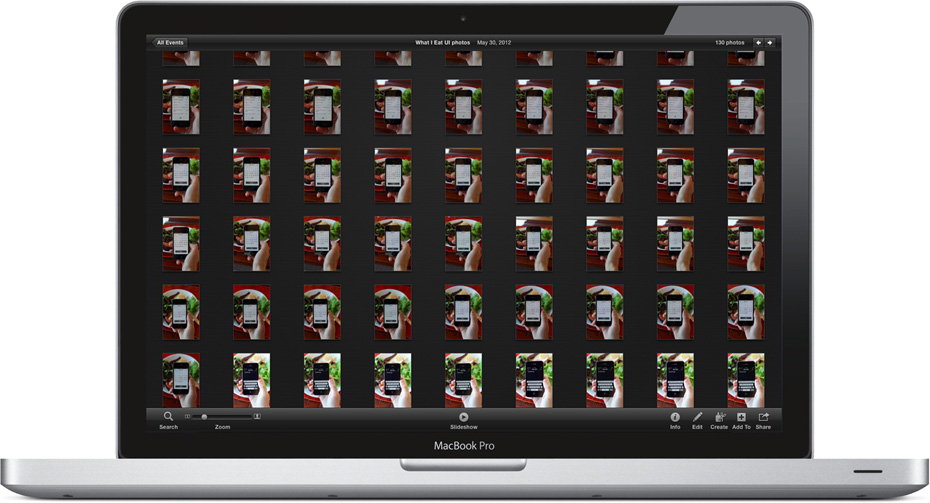 All Events
What I Eat UI photos May 30, 2012
130 photos
Search
Zoom
Slideshow
Info
Edit
Create
Add To
Share
MacBook Pro